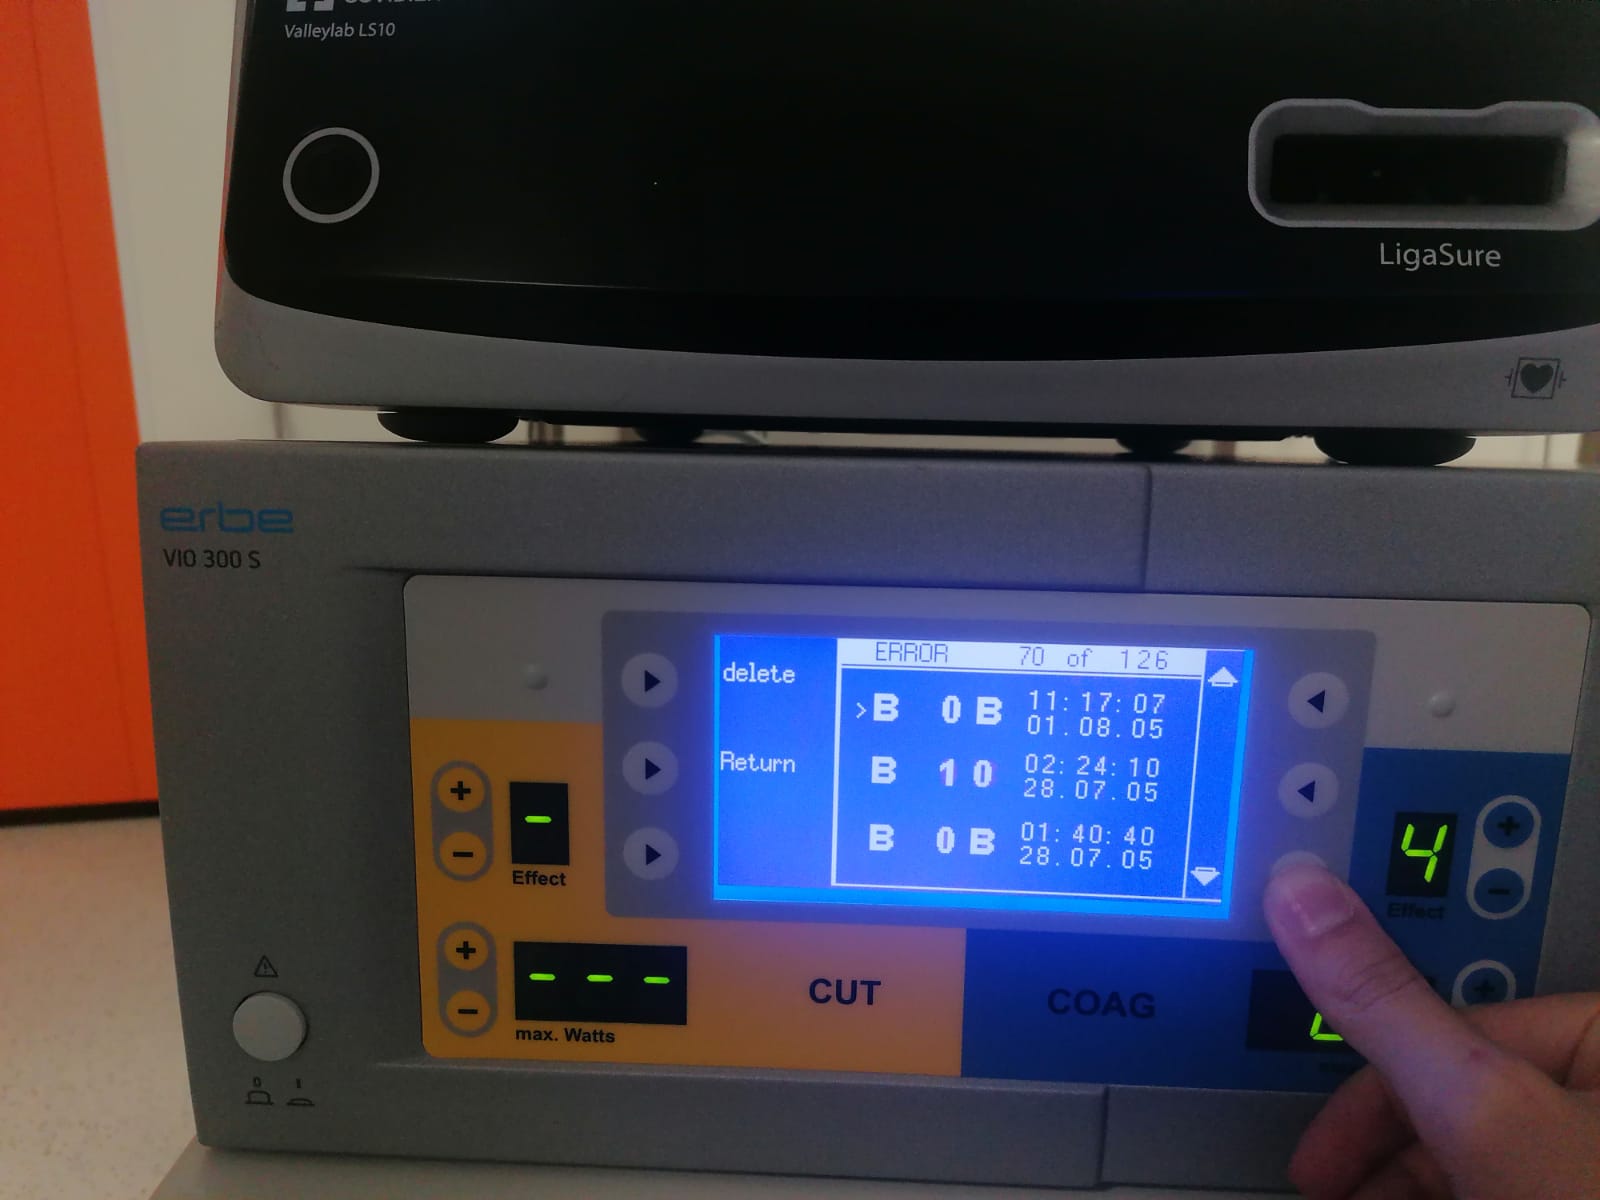 Valleylab LS10
LigaSure
erbe
VIO 300 S
ERROR 70 of 126
delete
>B 0B 11:17:07
01.08.05
B 10 02:24:10
28.07.05
Return
B 0B 01:40:40
28.07.05
+
-
-
Effect
4
+
-
Effect
+
-
- - -
max. Watts
CUT
COAG
+